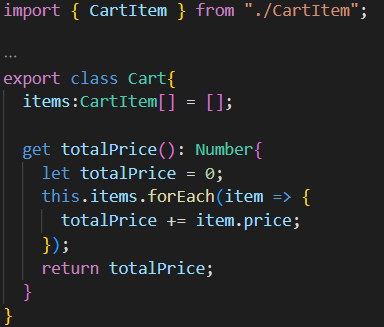 import { CartItem } from "./CartItem";
...
export class Cart{
items:CartItem[] = [];
get totalPrice(): Number{
let totalPrice = 0;
this.items.forEach(item => {
totalPrice += item.price;
});
return totalPrice;
}
}